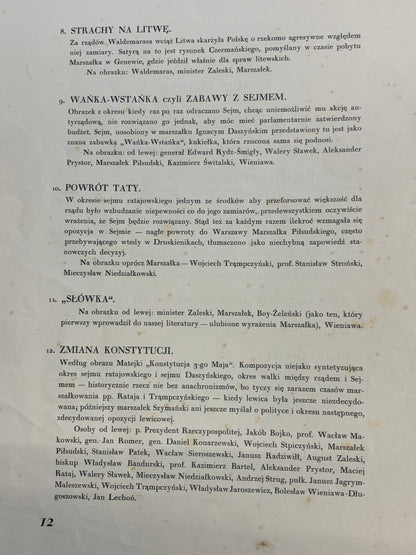 8. STRACHY NA LITWĘ.
Za rządów Waldemarasa wciąż Litwa skarżyła Polskę o rzekomo agresywne względem
niej zamiary. Satyrą na to jest rysunek Czermańskiego, pomyślany w czasie pobytu
Marszałka w Genewie, gdzie jeździł właśnie dla spraw litewskich.
Na obrazku: Waldemaras, minister Zaleski, Marszałek.
9. WAŃKA-WSTAŃKA czyli ZABAWY Z SEJMEM.
Obrazek z okresu kiedy raz po raz odraczano Sejm, chcąc uniemożliwić mu akcję an-
tyrządową, nie rozwiązano go jednak, aby móc mieć parlamentarnie zatwierdzony
budżet. Sejm, uosobiony w marszałku Ignacym Daszyńskim przedstawiony tu jest jako
znana zabawka „Wańka-Wstańka“, kukiełka, która rzucona sama się podnosi.
Na obrazku: od lewej: generał Edward Rydz-Śmigły, Walery Sławek, Aleksander
Prystor, Marszałek Piłsudski, Kazimierz Świtalski, Wieniawa.
10. POWRÓT TATY.
W okresie sejmu ratajowskiego jednym ze środków aby przeforsować większość dla
rządu było wzbudzanie niepewności co do jego zamiarów, przedewszystkiem oczywiście
wrażenia, że Sejm będzie rozwiązany. Stąd też za każdym razem ilekroć wzmagała się
opozycja w Sejmie — nagłe powroty do Warszawy Marszałka Piłsudskiego, często
przebywającego wtedy w Druskienikach, tłumaczono jako niechybną zapowiedź stanow-
czych decyzyj.
Na obrazku oprócz Marszałka — Wojciech Trąmpczyński, prof. Stanisław Stroński,
Mieczysław Niedziałkowski.
11. „SŁÓWKA“.
Na obrazku od lewej: minister Zaleski, Marszałek, Boy-Żeleński (jako ten, który
pierwszy wprowadził do naszej literatury — ulubione wyrażenia Marszałka), Wieniawa.
12. ZMIANA KONSTYTUCJI.
Według obrazu Matejki „Konstytucja 3-go Maja“. Kompozycja niejako syntetyzująca
okres sejmu ratajowskiego i sejmu Daszyńskiego, okres walki między rządem i Sej-
mem — historycznie rzecz nie bez anachronizmów, bo tyczy się zarazem czasów mar-
szałkowania pp. Rataja i Trąmpczyńskiego — kiedy lewica była jeszcze niezdecydo-
wana; późniejszy marszałek Szymański ani jeszcze myślał o polityce i okresu następnego,
zdecydowanej opozycji lewicowej.
Osoby od lewej: p. Prezydent Rzeczypospolitej, Jakób Bojko, prof. Wacław Ma-
kowski, gen. Jan Romer, gen. Daniel Konarzewski, Wojciech Stpiczyński, Marszałek
Piłsudski, Stanisław Patek, Wacław Sieroszewski, Janusz Radziwiłł, August Zaleski,
biskup Władysław Bandurski, prof. Kazimierz Bartel, Aleksander Prystor, Maciej
Rataj, Walery Sławek, Mieczysław Niedziałkowski, Andrzej Strug, pułk. Janusz Jagrym-
Maleszewski, Wojciech Trąmpczyński, Władysław Jaroszewicz, Bolesław Wieniawa-Dłu-
goszowski, Jan Lechoń.
12